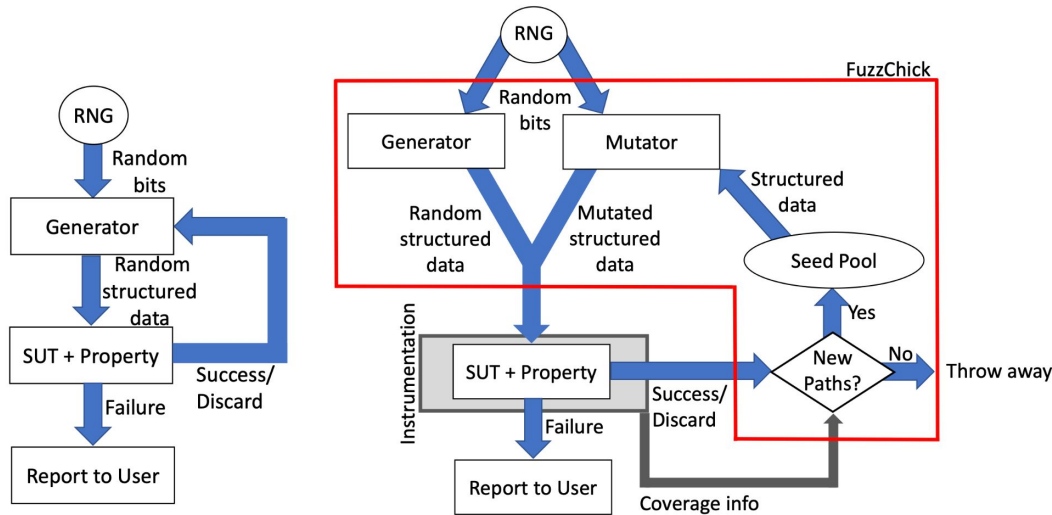 RNG
Random
bits
Generator
Random
structured
data
SUT + Property
Success/
Discard
Failure
Report to User
RNG
FuzzChick
Random
bits
Generator
Mutator
Structured
data
Random
structured
data
Mutated
structured
data
Seed Pool
Yes
Instrumentation
SUT + Property
Success/
Discard
New
Paths?
No
Throw away
Failure
Report to User
Coverage info